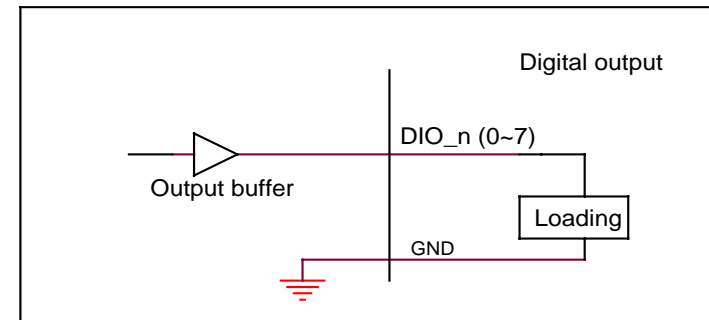 Digital output
DIO_n (0~7)
Output buffer
Loading
GND